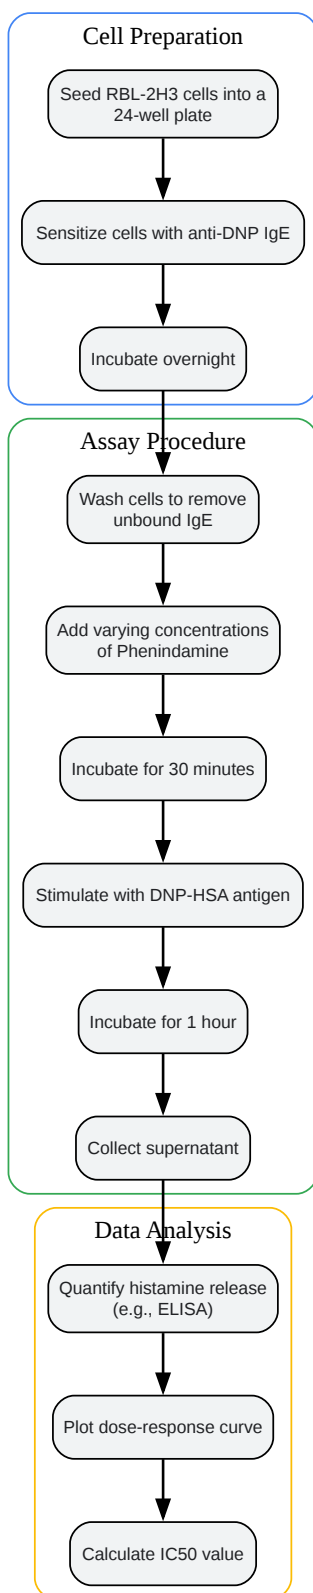 Cell Preparation
Seed RBL-2H3 cells into a
24-well plate
Sensitize cells with anti-DNP IgE
Incubate overnight
Assay Procedure
Wash cells to remove
unbound IgE
Add varying concentrations
of Phenindamine
Incubate for 30 minutes
Stimulate with DNP-HSA antigen
Incubate for 1 hour
Collect supernatant
Data Analysis
Quantify histamine release
(e.g., ELISA)
Plot dose-response curve
Calculate IC50 value